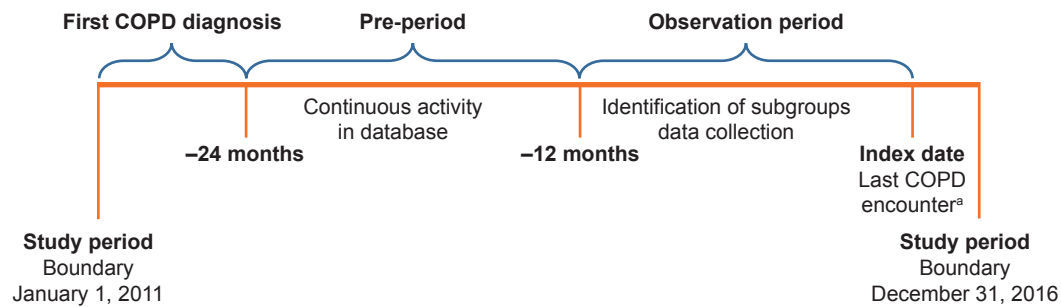 First COPD diagnosis
Pre-period
Observation period
Continuous activity
in database
Identification of subgroups
data collection
–24 months
–12 months
Index date
Last COPD
encounterᵃ
Study period
Boundary
January 1, 2011
Study period
Boundary
December 31, 2016